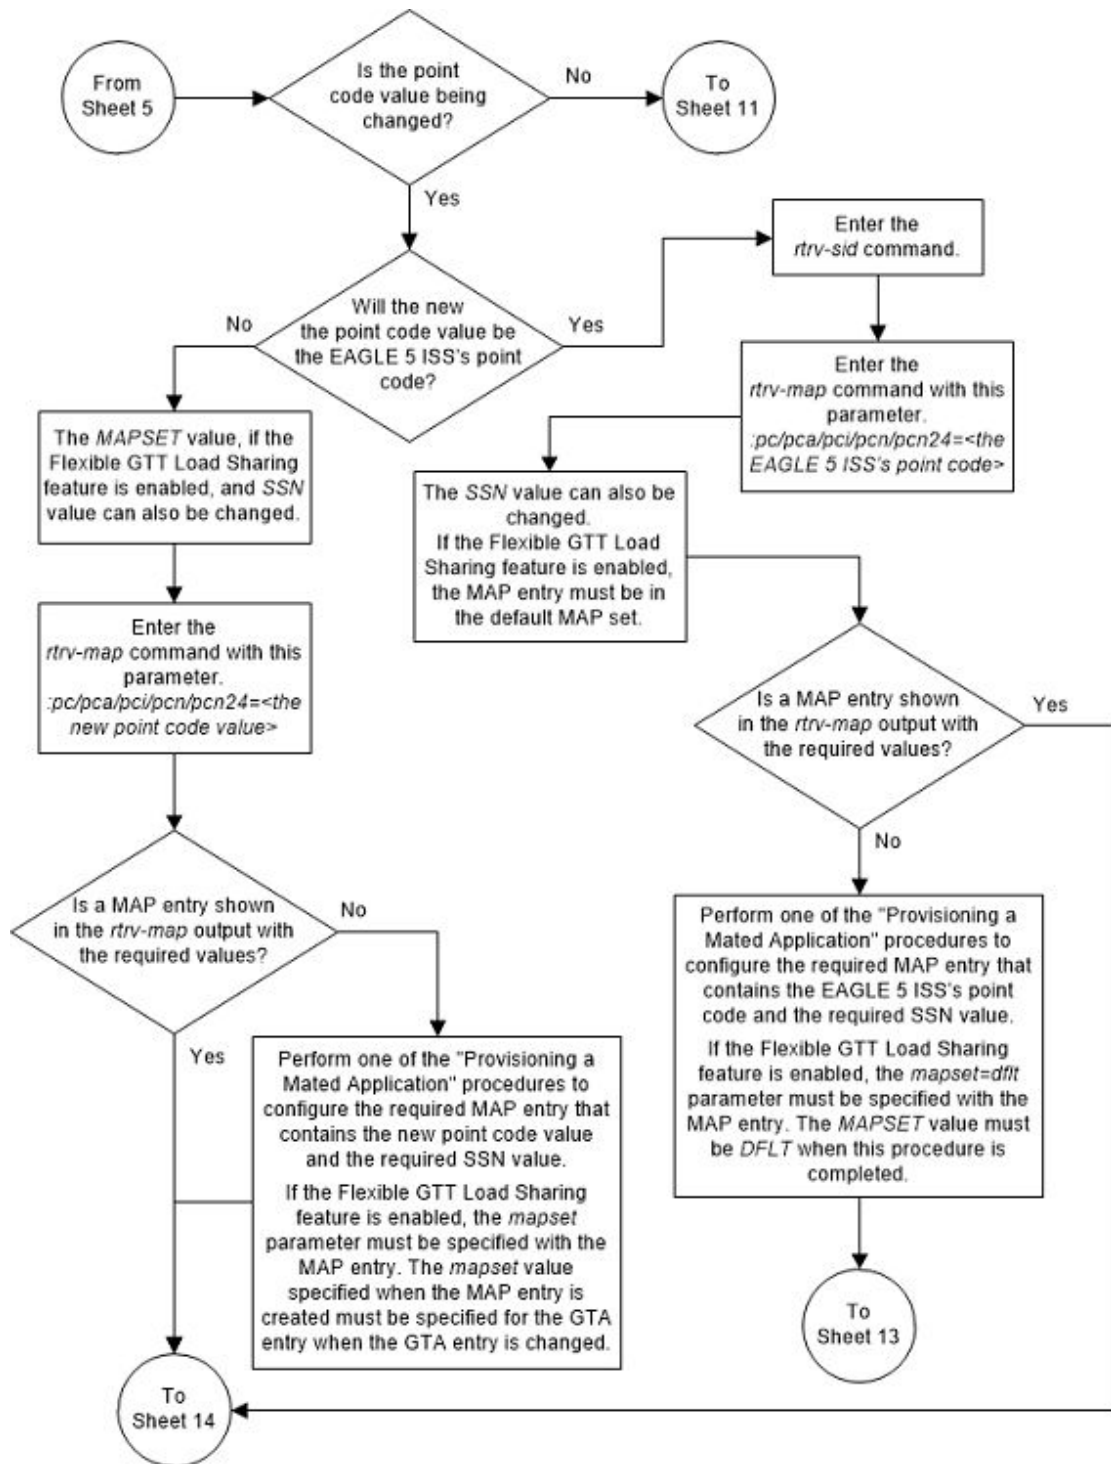 From
Sheet 5
Is the point
code value being
changed?
No
To
Sheet 11
Yes
Enter the
rtrv-sid command.
Will the new
the point code value be
the EAGLE 5 ISS's point
code?
No
Yes
Enter the
rtrv-map command with this
parameter.
:pc/pca/pci/pcn/pcn24=<the
EAGLE 5 ISS's point code>
The MAPSET value, if the
Flexible GTT Load Sharing
feature is enabled, and SSN
value can also be changed.
The SSN value can also be
changed.
If the Flexible GTT Load
Sharing feature is enabled,
the MAP entry must be in
the default MAP set.
Enter the
rtrv-map command with this
parameter.
:pc/pca/pci/pcn/pcn24=<the
new point code value>
Is a MAP entry shown
in the rtrv-map output with
the required values?
Yes
No
Is a MAP entry shown
in the rtrv-map output with
the required values?
No
Yes
Perform one of the "Provisioning a
Mated Application" procedures to
configure the required MAP entry that
contains the EAGLE 5 ISS's point
code and the required SSN value.
If the Flexible GTT Load Sharing
feature is enabled, the mapset=dflt
parameter must be specified with the
MAP entry. The MAPSET value must
be DFLT when this procedure is
completed.
Perform one of the "Provisioning a
Mated Application" procedures to
configure the required MAP entry that
contains the new point code value
and the required SSN value.
If the Flexible GTT Load Sharing
feature is enabled, the mapset
parameter must be specified with the
MAP entry. The mapset value
specified when the MAP entry is
created must be specified for the GTA
entry when the GTA entry is changed.
To
Sheet 13
To
Sheet 14